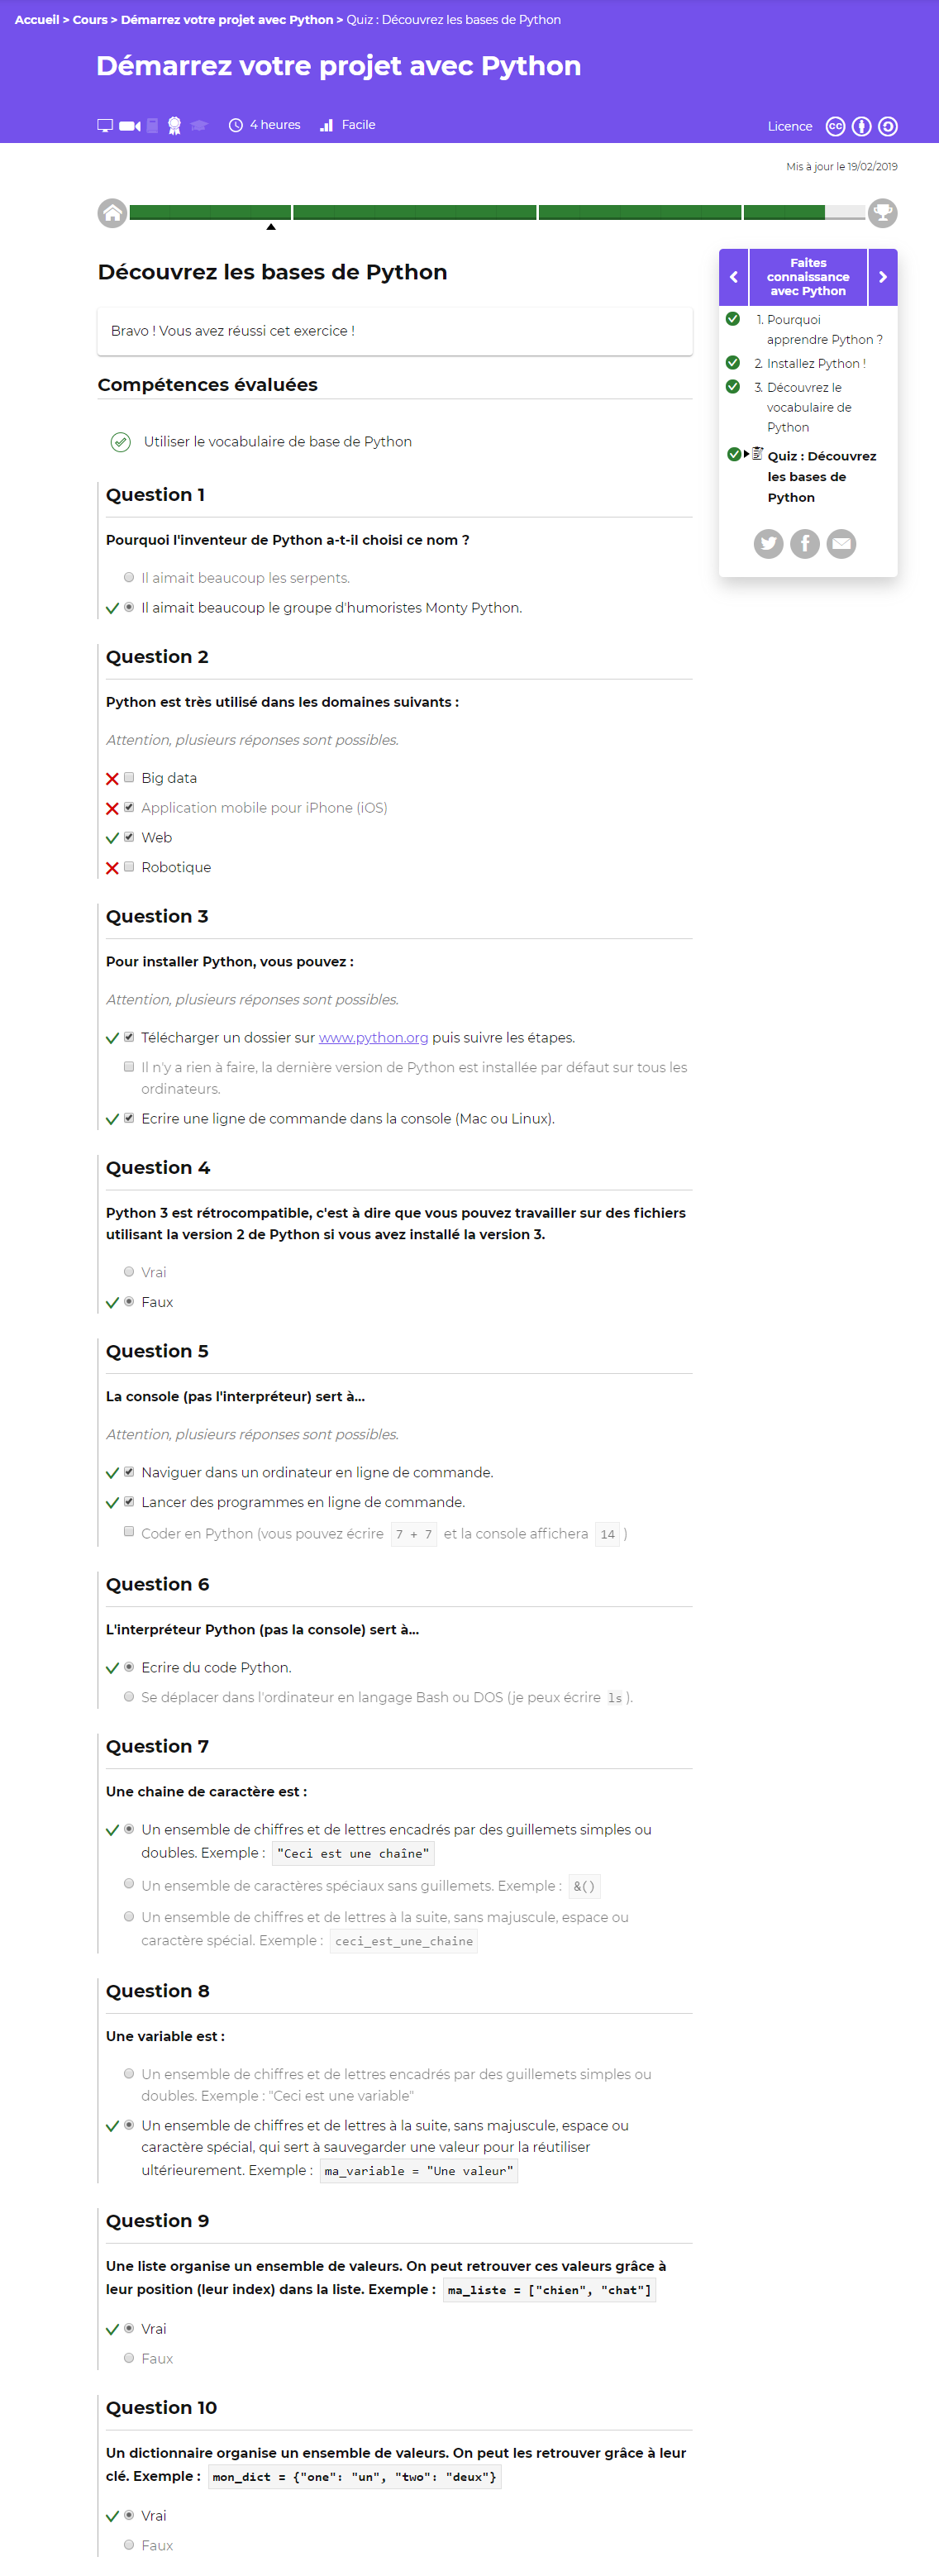 Accueil > Cours > Démarrez votre projet avec Python > Quiz : Découvrez les bases de Python
Démarrez votre projet avec Python
4 heures Facile
Licence
Mis à jour le 19/02/2019
Découvrez les bases de Python
Bravo ! Vous avez réussi cet exercice !
Compétences évaluées
Utiliser le vocabulaire de base de Python
Question 1
Pourquoi l'inventeur de Python a-t-il choisi ce nom ?
Il aimait beaucoup les serpents.
Il aimait beaucoup le groupe d'humoristes Monty Python.
Question 2
Python est très utilisé dans les domaines suivants :
Attention, plusieurs réponses sont possibles.
Big data
Application mobile pour iPhone (iOS)
Web
Robotique
Question 3
Pour installer Python, vous pouvez :
Attention, plusieurs réponses sont possibles.
Télécharger un dossier sur www.python.org puis suivre les étapes.
Il n'y a rien à faire, la dernière version de Python est installée par défaut sur tous les
ordinateurs.
Ecrire une ligne de commande dans la console (Mac ou Linux).
Question 4
Python 3 est rétrocompatible, c'est à dire que vous pouvez travailler sur des fichiers
utilisant la version 2 de Python si vous avez installé la version 3.
Vrai
Faux
Question 5
La console (pas l'interpréteur) sert à...
Attention, plusieurs réponses sont possibles.
Naviguer dans un ordinateur en ligne de commande.
Lancer des programmes en ligne de commande.
Coder en Python (vous pouvez écrire 7 + 7 et la console affichera 14 )
Question 6
L'interpréteur Python (pas la console) sert à...
Ecrire du code Python.
Se déplacer dans l'ordinateur en langage Bash ou DOS (je peux écrire ls ).
Question 7
Une chaine de caractère est :
Un ensemble de chiffres et de lettres encadrés par des guillemets simples ou
doubles. Exemple : "Ceci est une chaîne"
Un ensemble de caractères spéciaux sans guillemets. Exemple : &()
Un ensemble de chiffres et de lettres à la suite, sans majuscule, espace ou
caractère spécial. Exemple : ceci_est_une_chaine
Question 8
Une variable est :
Un ensemble de chiffres et de lettres encadrés par des guillemets simples ou
doubles. Exemple : "Ceci est une variable"
Un ensemble de chiffres et de lettres à la suite, sans majuscule, espace ou
caractère spécial, qui sert à sauvegarder une valeur pour la réutiliser
ultérieurement. Exemple : ma_variable = "Une valeur"
Question 9
Une liste organise un ensemble de valeurs. On peut retrouver ces valeurs grâce à
leur position (leur index) dans la liste. Exemple : ma_liste = ["chien", "chat"]
Vrai
Faux
Question 10
Un dictionnaire organise un ensemble de valeurs. On peut les retrouver grâce à leur
clé. Exemple : mon_dict = {"one": "un", "two": "deux"}
Vrai
Faux
Faites
connaissance
avec Python
1. Pourquoi
apprendre Python ?
2. Installez Python !
3. Découvrez le
vocabulaire de
Python
Quiz : Découvrez
les bases de
Python